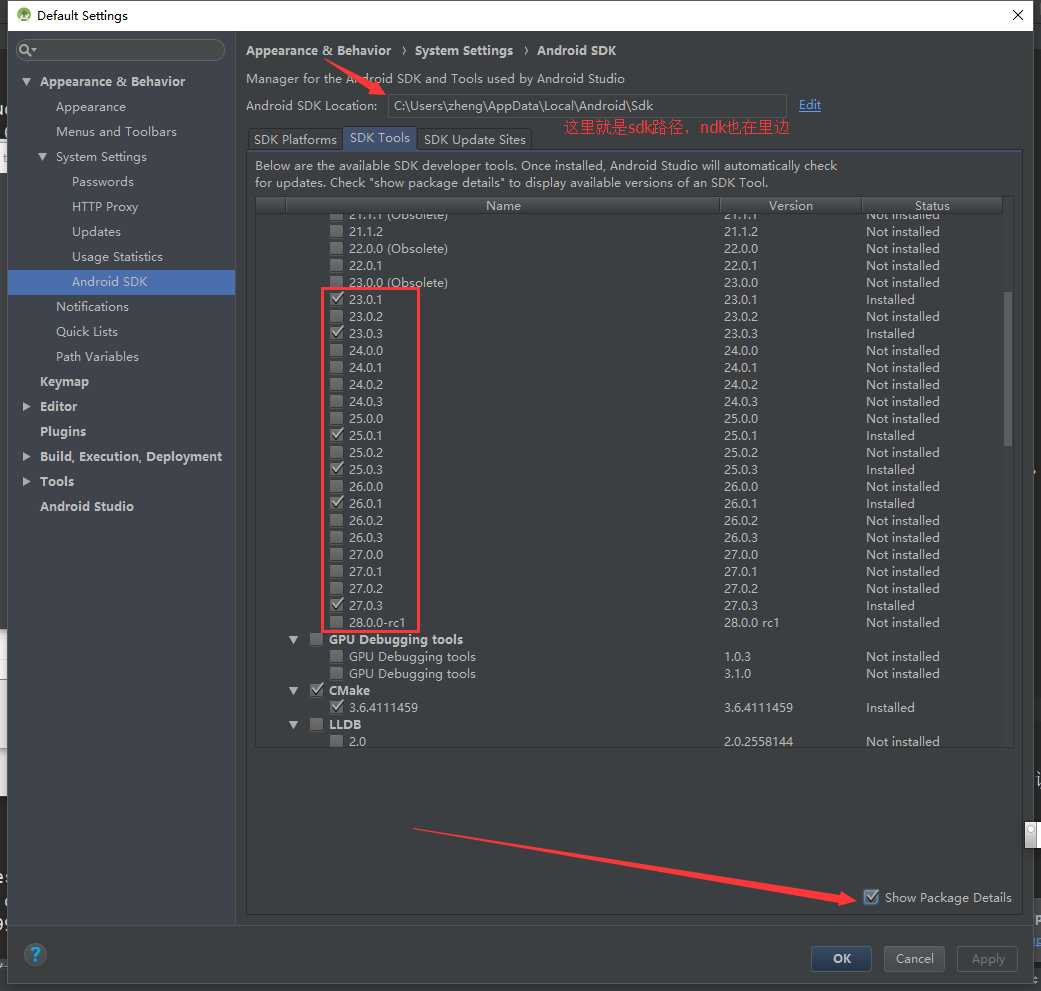 Default Settings
Appearance & Behavior
Appearance
Menus and Toolbars
System Settings
Passwords
HTTP Proxy
Updates
Usage Statistics
Android SDK
Notifications
Quick Lists
Path Variables
Keymap
Editor
Plugins
Build, Execution, Deployment
Tools
Android Studio
Appearance & Behavior › System Settings › Android SDK
Manager for the Android SDK and Tools used by Android Studio
Android SDK Location: C:\Users\zheng\AppData\Local\Android\Sdk Edit
这里就是sdk路径，ndk也在里边
SDK Platforms SDK Tools SDK Update Sites
Below are the available SDK developer tools. Once installed, Android Studio will automatically check
for updates. Check "show package details" to display available versions of an SDK Tool.
Name Version Status
21.1.1 (Obsolete) 21.1.1 Not installed
21.1.2 21.1.2 Not installed
22.0.0 (Obsolete) 22.0.0 Not installed
22.0.1 22.0.1 Not installed
23.0.0 (Obsolete) 23.0.0 Not installed
23.0.1 23.0.1 Installed
23.0.2 23.0.2 Not installed
23.0.3 23.0.3 Installed
24.0.0 24.0.0 Not installed
24.0.1 24.0.1 Not installed
24.0.2 24.0.2 Not installed
24.0.3 24.0.3 Not installed
25.0.0 25.0.0 Not installed
25.0.1 25.0.1 Installed
25.0.2 25.0.2 Not installed
25.0.3 25.0.3 Installed
26.0.0 26.0.0 Not installed
26.0.1 26.0.1 Installed
26.0.2 26.0.2 Not installed
26.0.3 26.0.3 Not installed
27.0.0 27.0.0 Not installed
27.0.1 27.0.1 Not installed
27.0.2 27.0.2 Not installed
27.0.3 27.0.3 Installed
28.0.0-rc1 28.0.0 rc1 Not installed
GPU Debugging tools
GPU Debugging tools 1.0.3 Not installed
GPU Debugging tools 3.1.0 Not installed
CMake
3.6.4111459 3.6.4111459 Installed
LLDB
2.0 2.0.2558144 Not installed
Show Package Details
? OK Cancel Apply